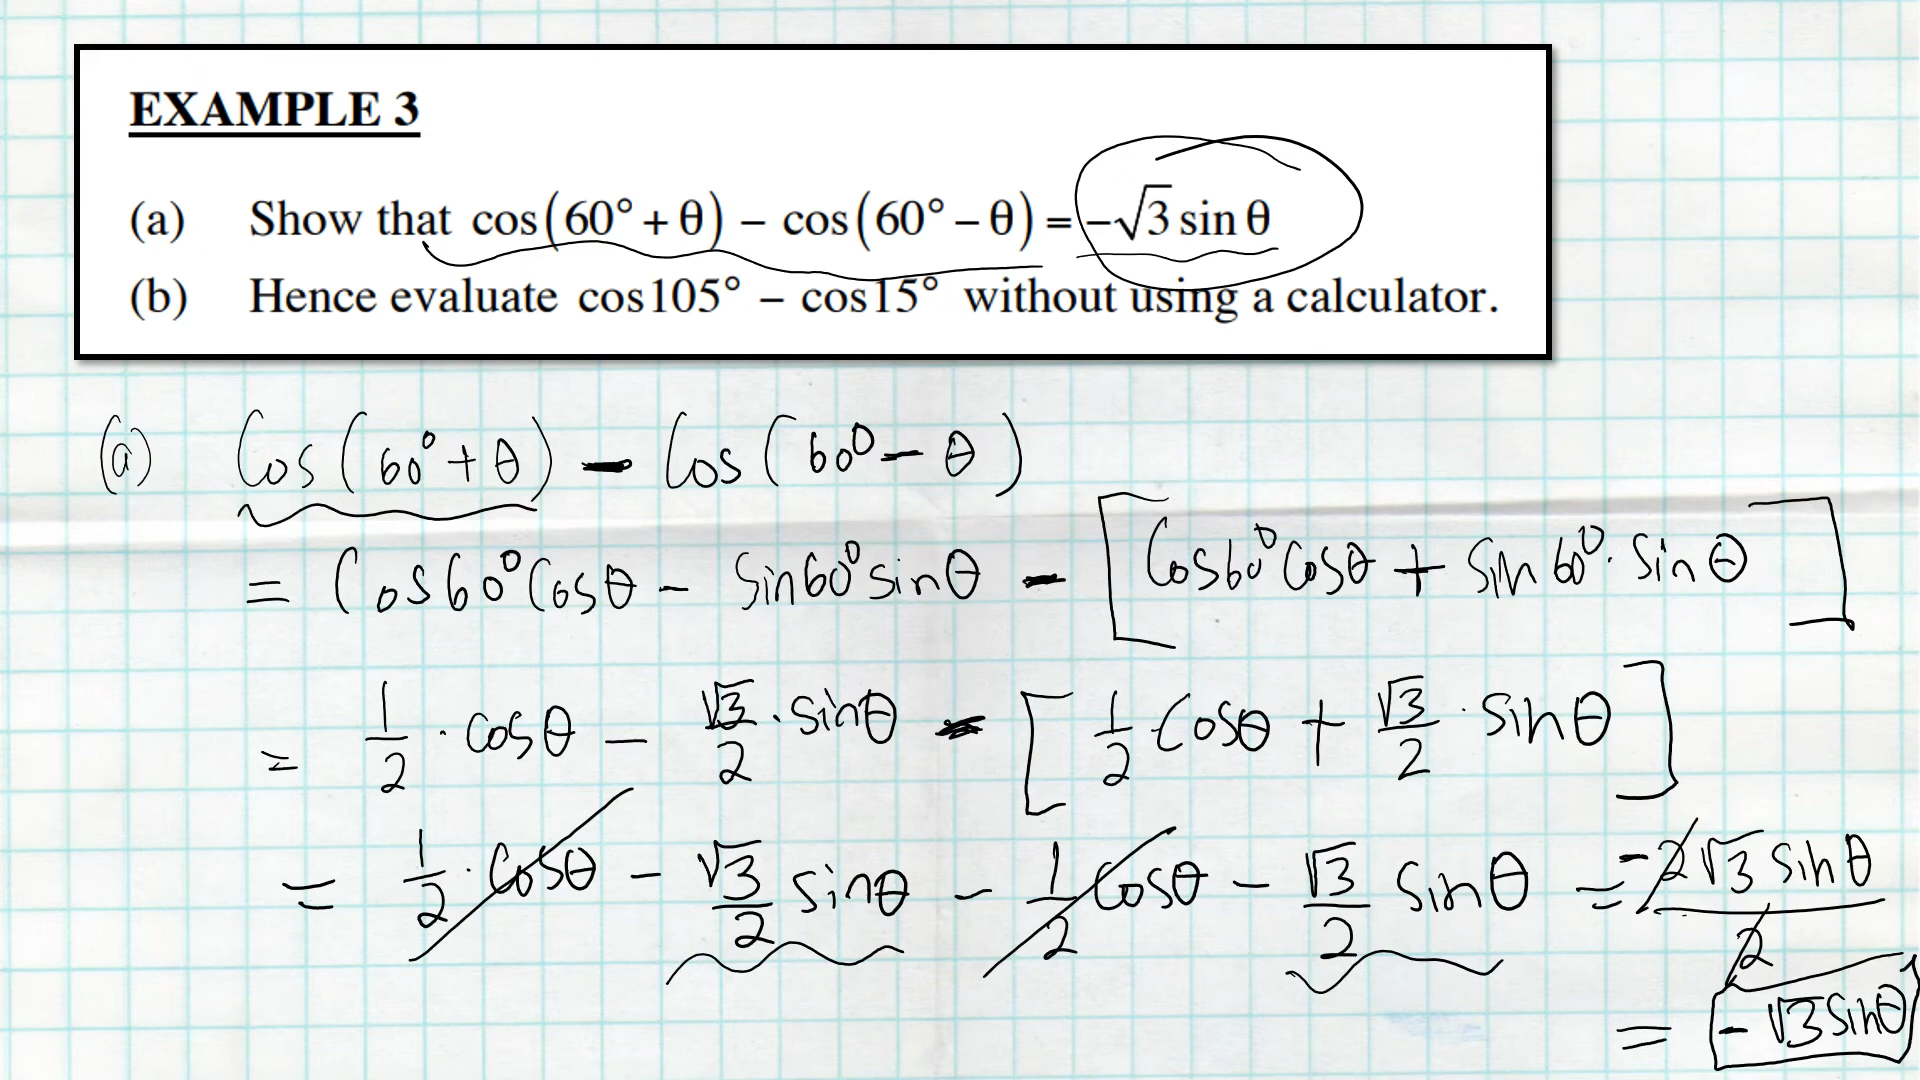 EXAMPLE 3
(a) Show that cos(60° + θ) − cos(60° − θ) = −√3 sin θ
(b) Hence evaluate cos105° − cos15° without using a calculator.
(a) Cos(60° + θ) − Cos(60° − θ)
= Cos60° Cosθ − Sin60° sinθ − [Cos60° Cosθ + Sin60° · Sinθ]
= 1/2 · cosθ − √3/2 · sinθ − [1/2 Cosθ + √3/2 · sinθ]
= 1/2 · Cosθ − √3/2 sinθ − 1/2 Cosθ − √3/2 Sinθ = −2√3 sinθ/2
= −√3 sinθ